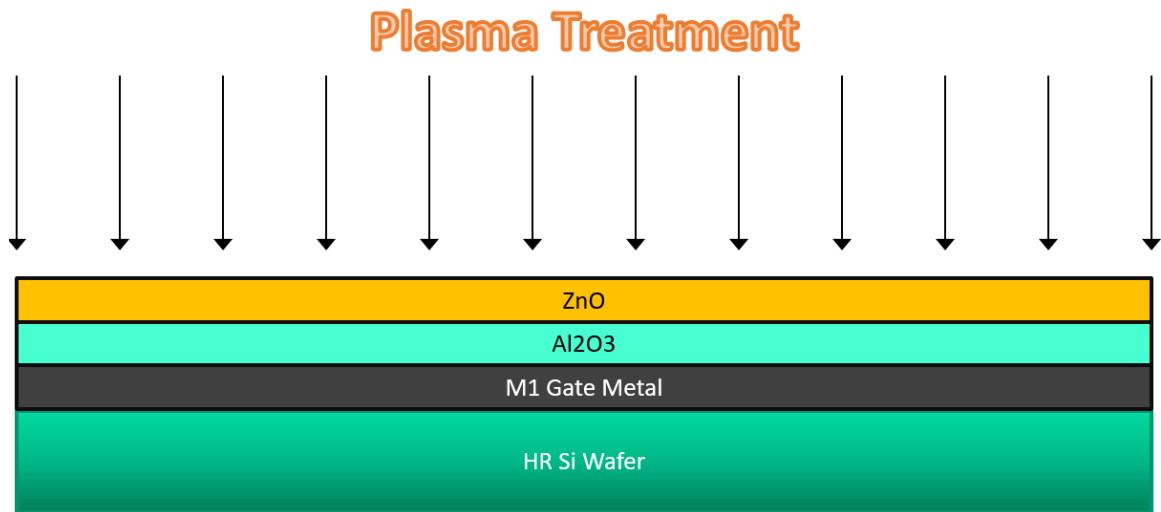 Plasma Treatment
ZnO
Al2O3
M1 Gate Metal
HR Si Wafer